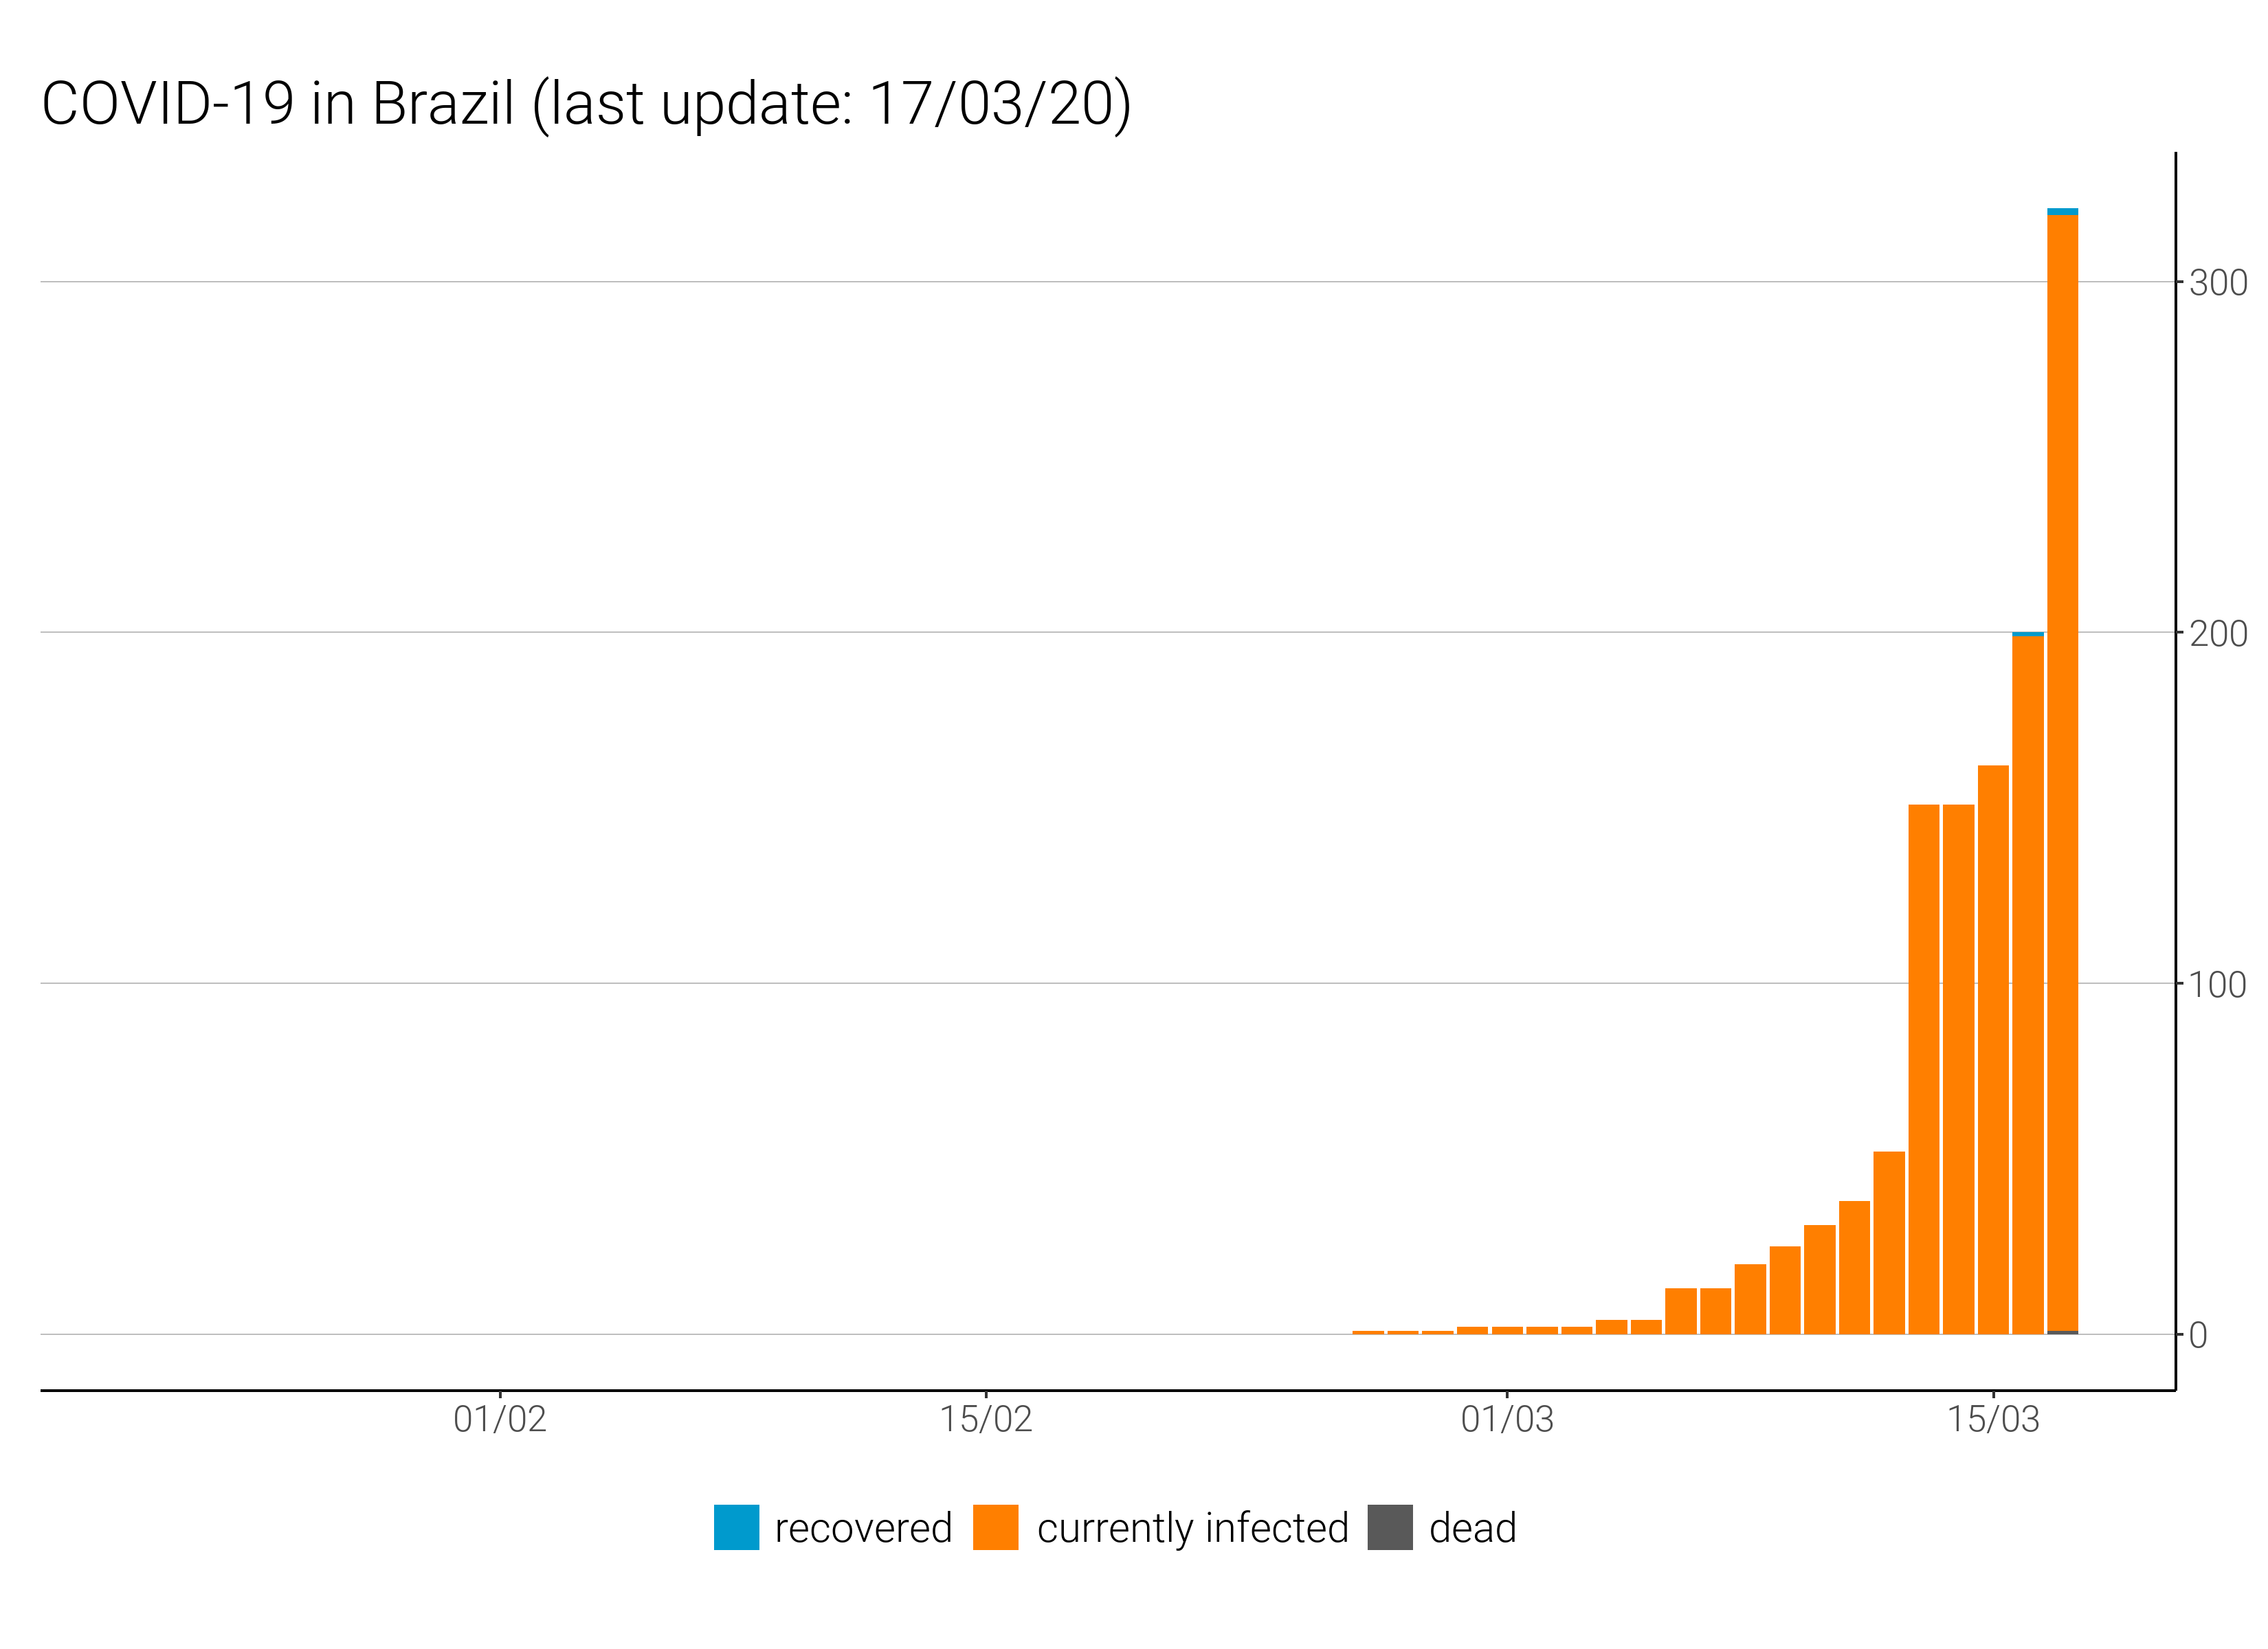 COVID-19 in Brazil (last update: 17/03/20)
300
200
100
0
01/02 15/02 01/03 15/03
recovered currently infected dead